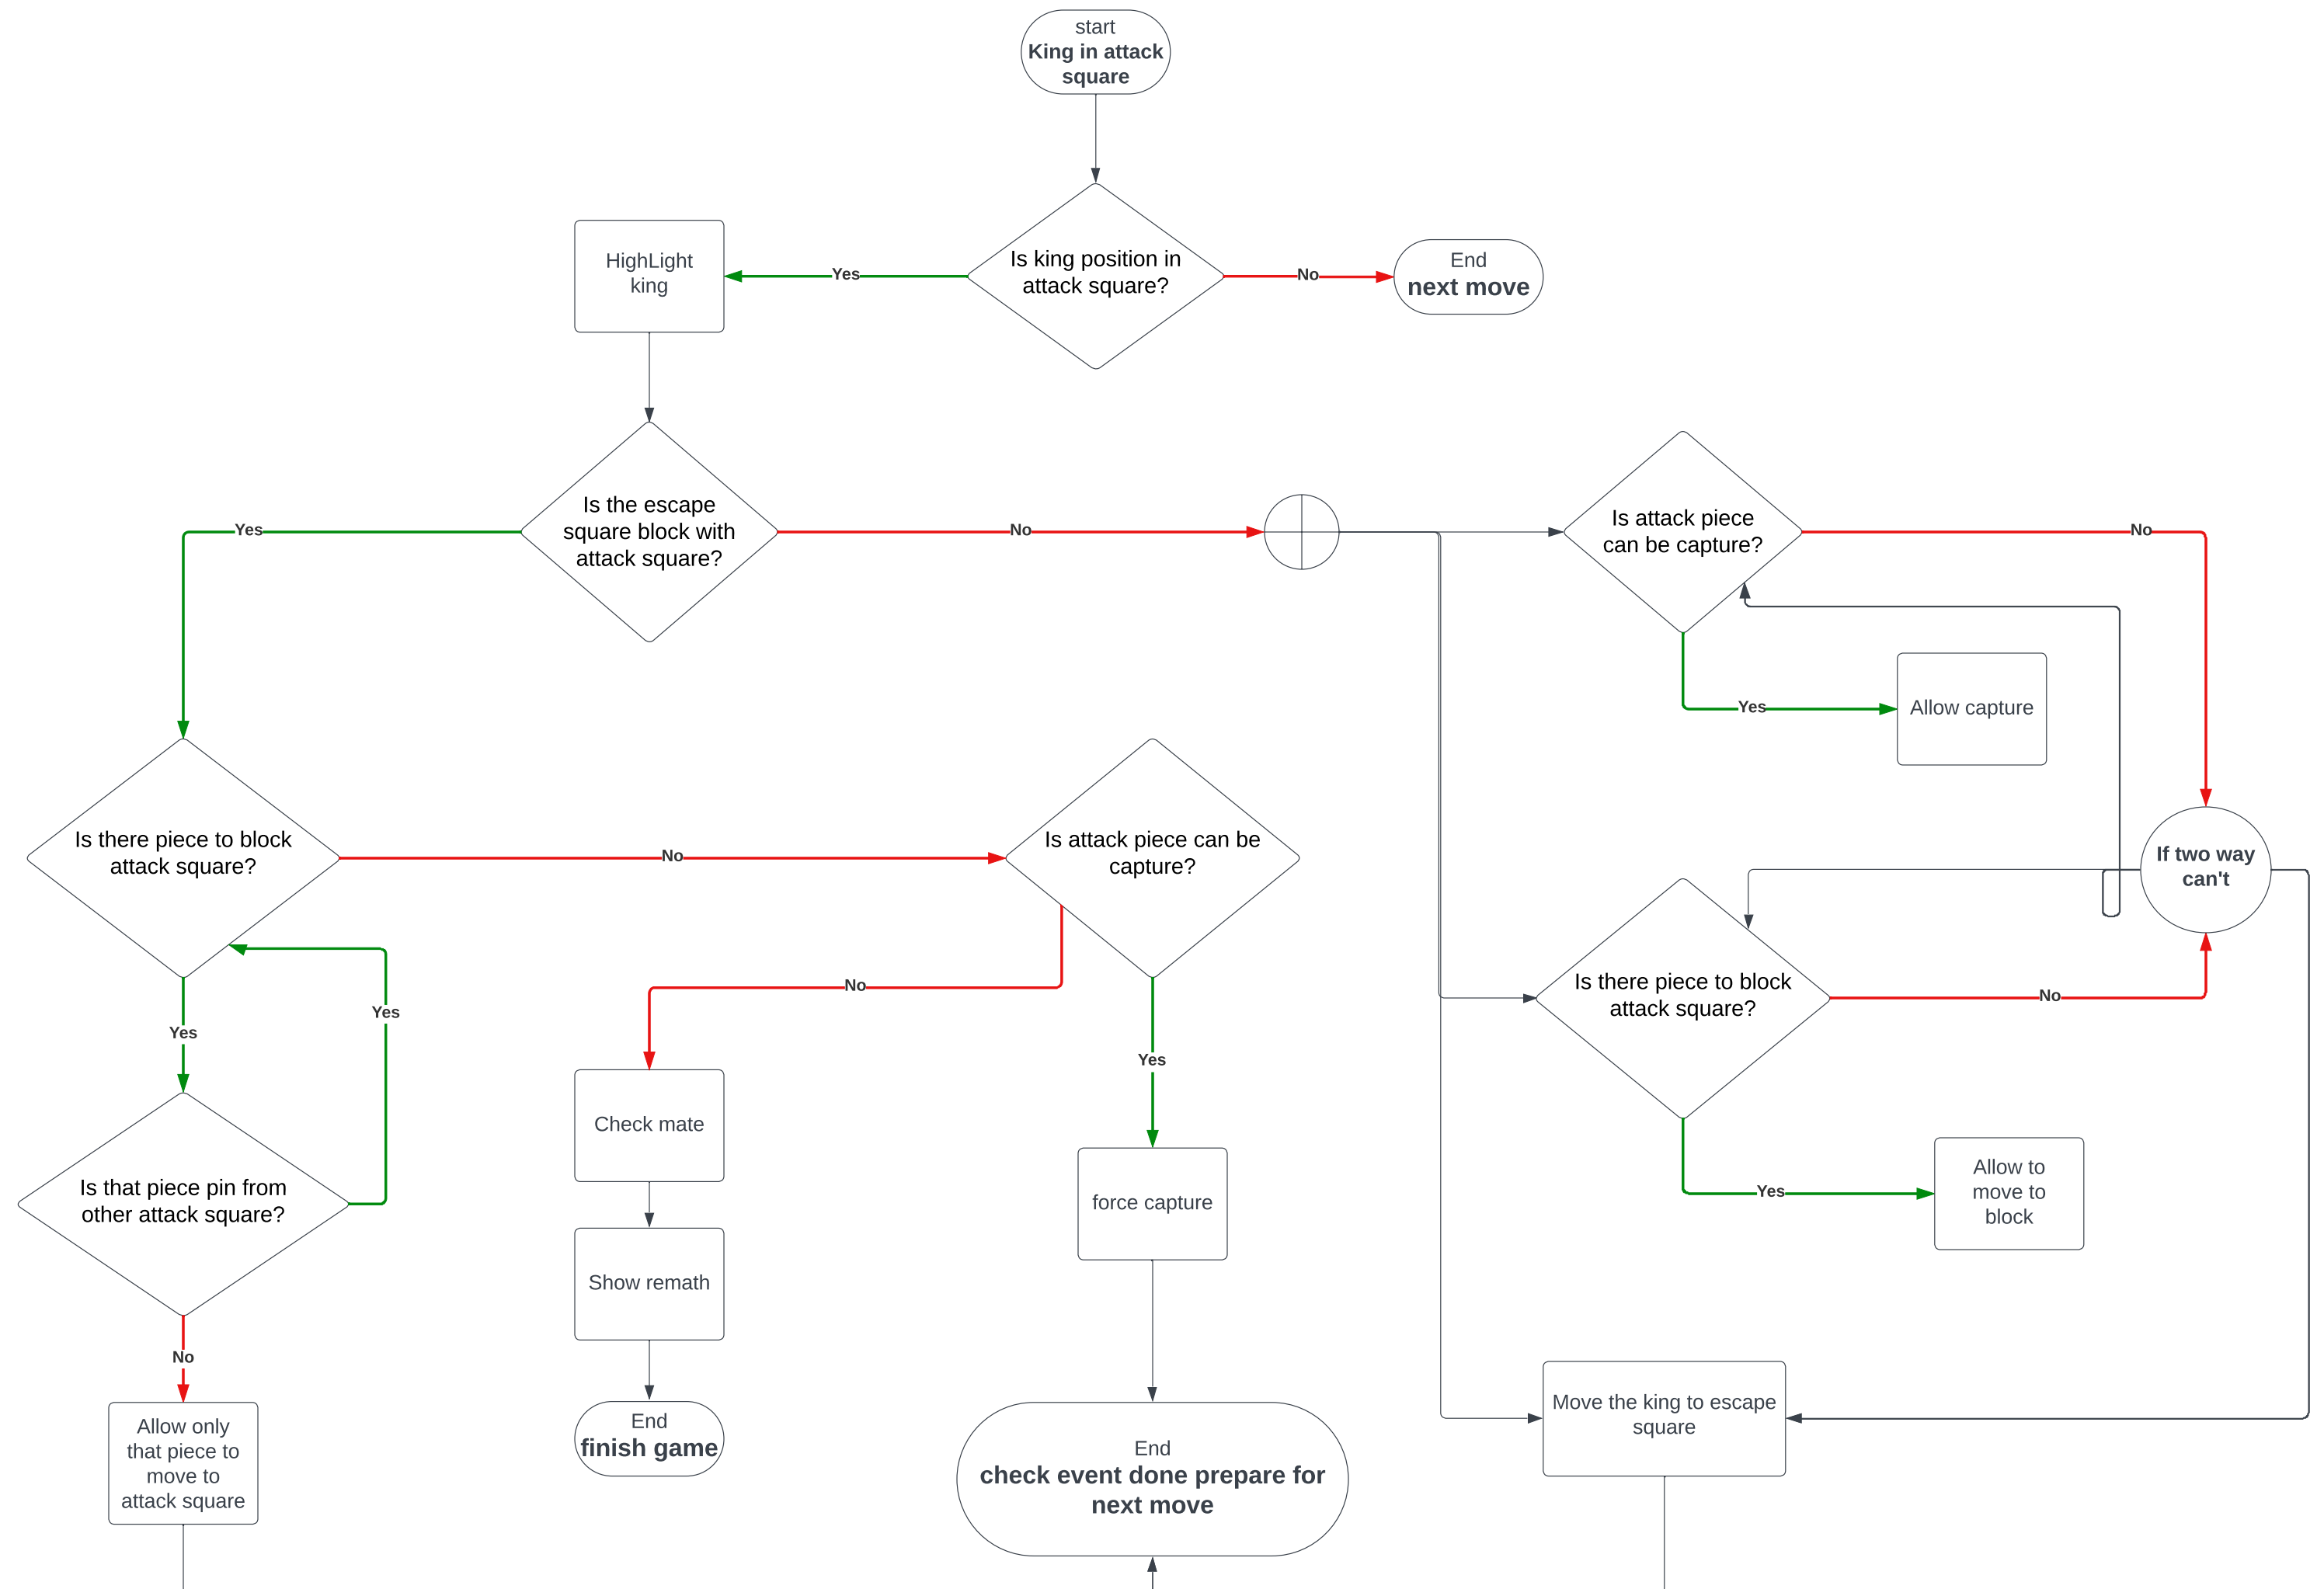 start
King in attack
square
Is king position in
attack square?
Yes
No
HighLight
king
End
next move
Is the escape
square block with
attack square?
Yes
No
Is attack piece
can be capture?
No
Yes
Allow capture
Is there piece to block
attack square?
No
Is attack piece can be
capture?
If two way
can't
Yes
Yes
No
Yes
Is there piece to block
attack square?
No
Check mate
Is that piece pin from
other attack square?
force capture
Yes
Allow to
move to
block
Show remath
No
Allow only
that piece to
move to
attack square
End
finish game
End
check event done prepare for
next move
Move the king to escape
square